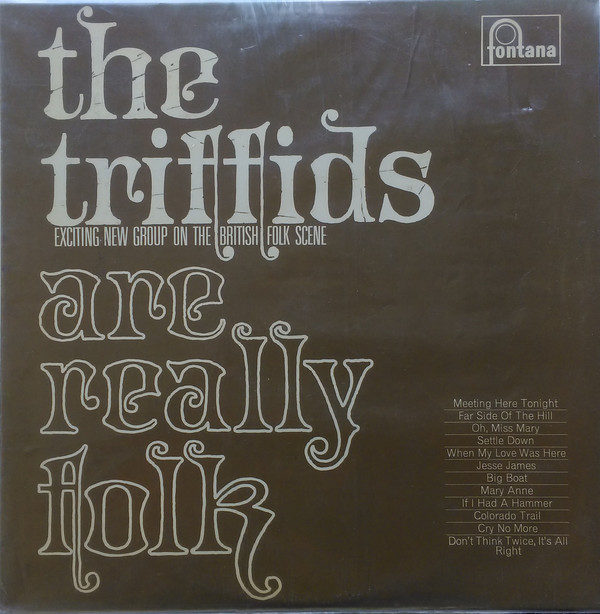 the
fontana
triffids
EXCITING NEW GROUP ON THE BRITISH FOLK SCENE
are
really
folk
Meeting Here Tonight
Far Side Of The Hill
Oh, Miss Mary
Settle Down
When My Love Was Here
Jesse James
Big Boat
Mary Anne
If I Had A Hammer
Colorado Trail
Cry No More
Don't Think Twice, It's All
Right